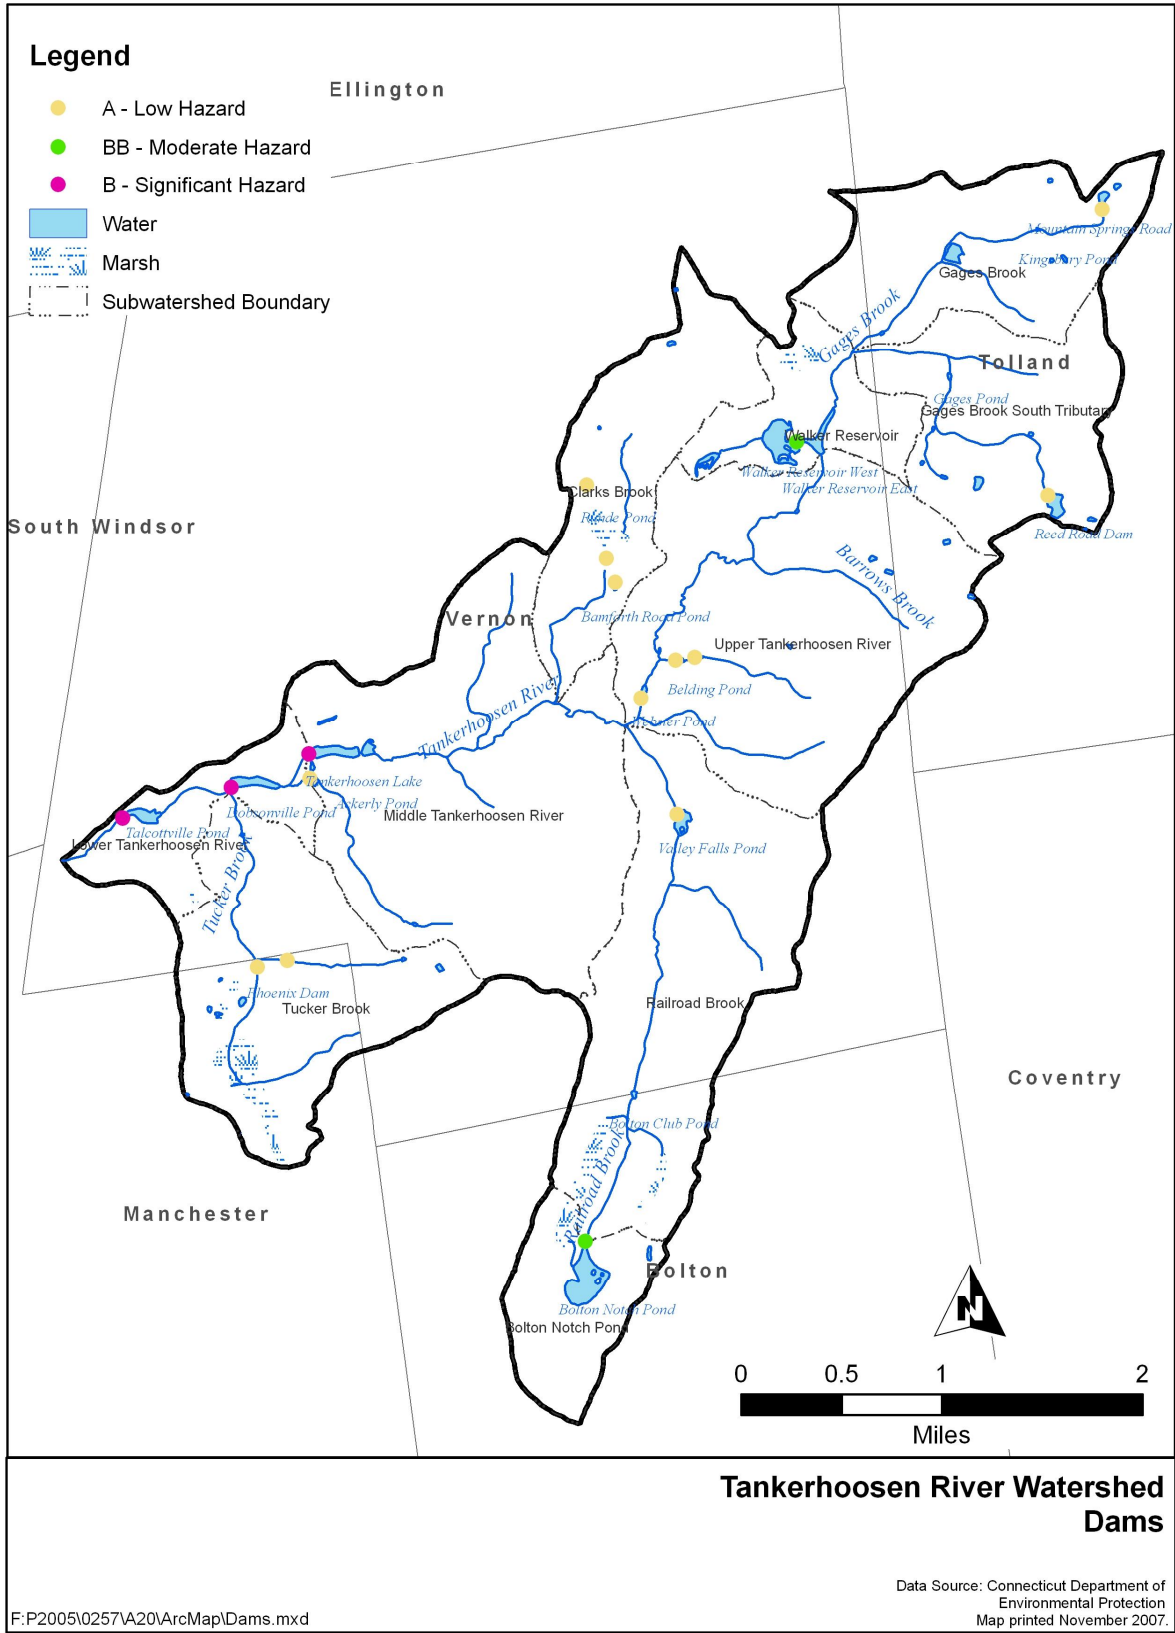 Legend
A - Low Hazard
BB - Moderate Hazard
B - Significant Hazard
Water
Marsh
Subwatershed Boundary
Ellington
Mountain Springs Road
Kingsbury Pond
Gages Brook
Gages Brook
Tolland
Gages Pond
Gages Brook South Tributary
Walker Reservoir
Walker Reservoir West
Walker Reservoir East
Clarks Brook
Pond
South Windsor
Reed Road Dam
Barrows Brook
Vernon
Bamforth Road Pond
Upper Tankerhoosen River
Belding Pond
Tankerhoosen River
Pond
Tankerhoosen Lake
Ackerly Pond
Dobsonville Pond
Middle Tankerhoosen River
Talcottville Pond
Lower Tankerhoosen River
Valley Falls Pond
Tucker Brook
Phoenix Dam
Tucker Brook
Railroad Brook
Coventry
Bolton Club Pond
Railroad Brook
Manchester
Bolton
Bolton Notch Pond
Bolton Notch Pond
N
0 0.5 1 2
Miles
Tankerhoosen River Watershed
Dams
Data Source: Connecticut Department of
Environmental Protection
Map printed November 2007.
F:P2005\0257\A20\ArcMap\Dams.mxd